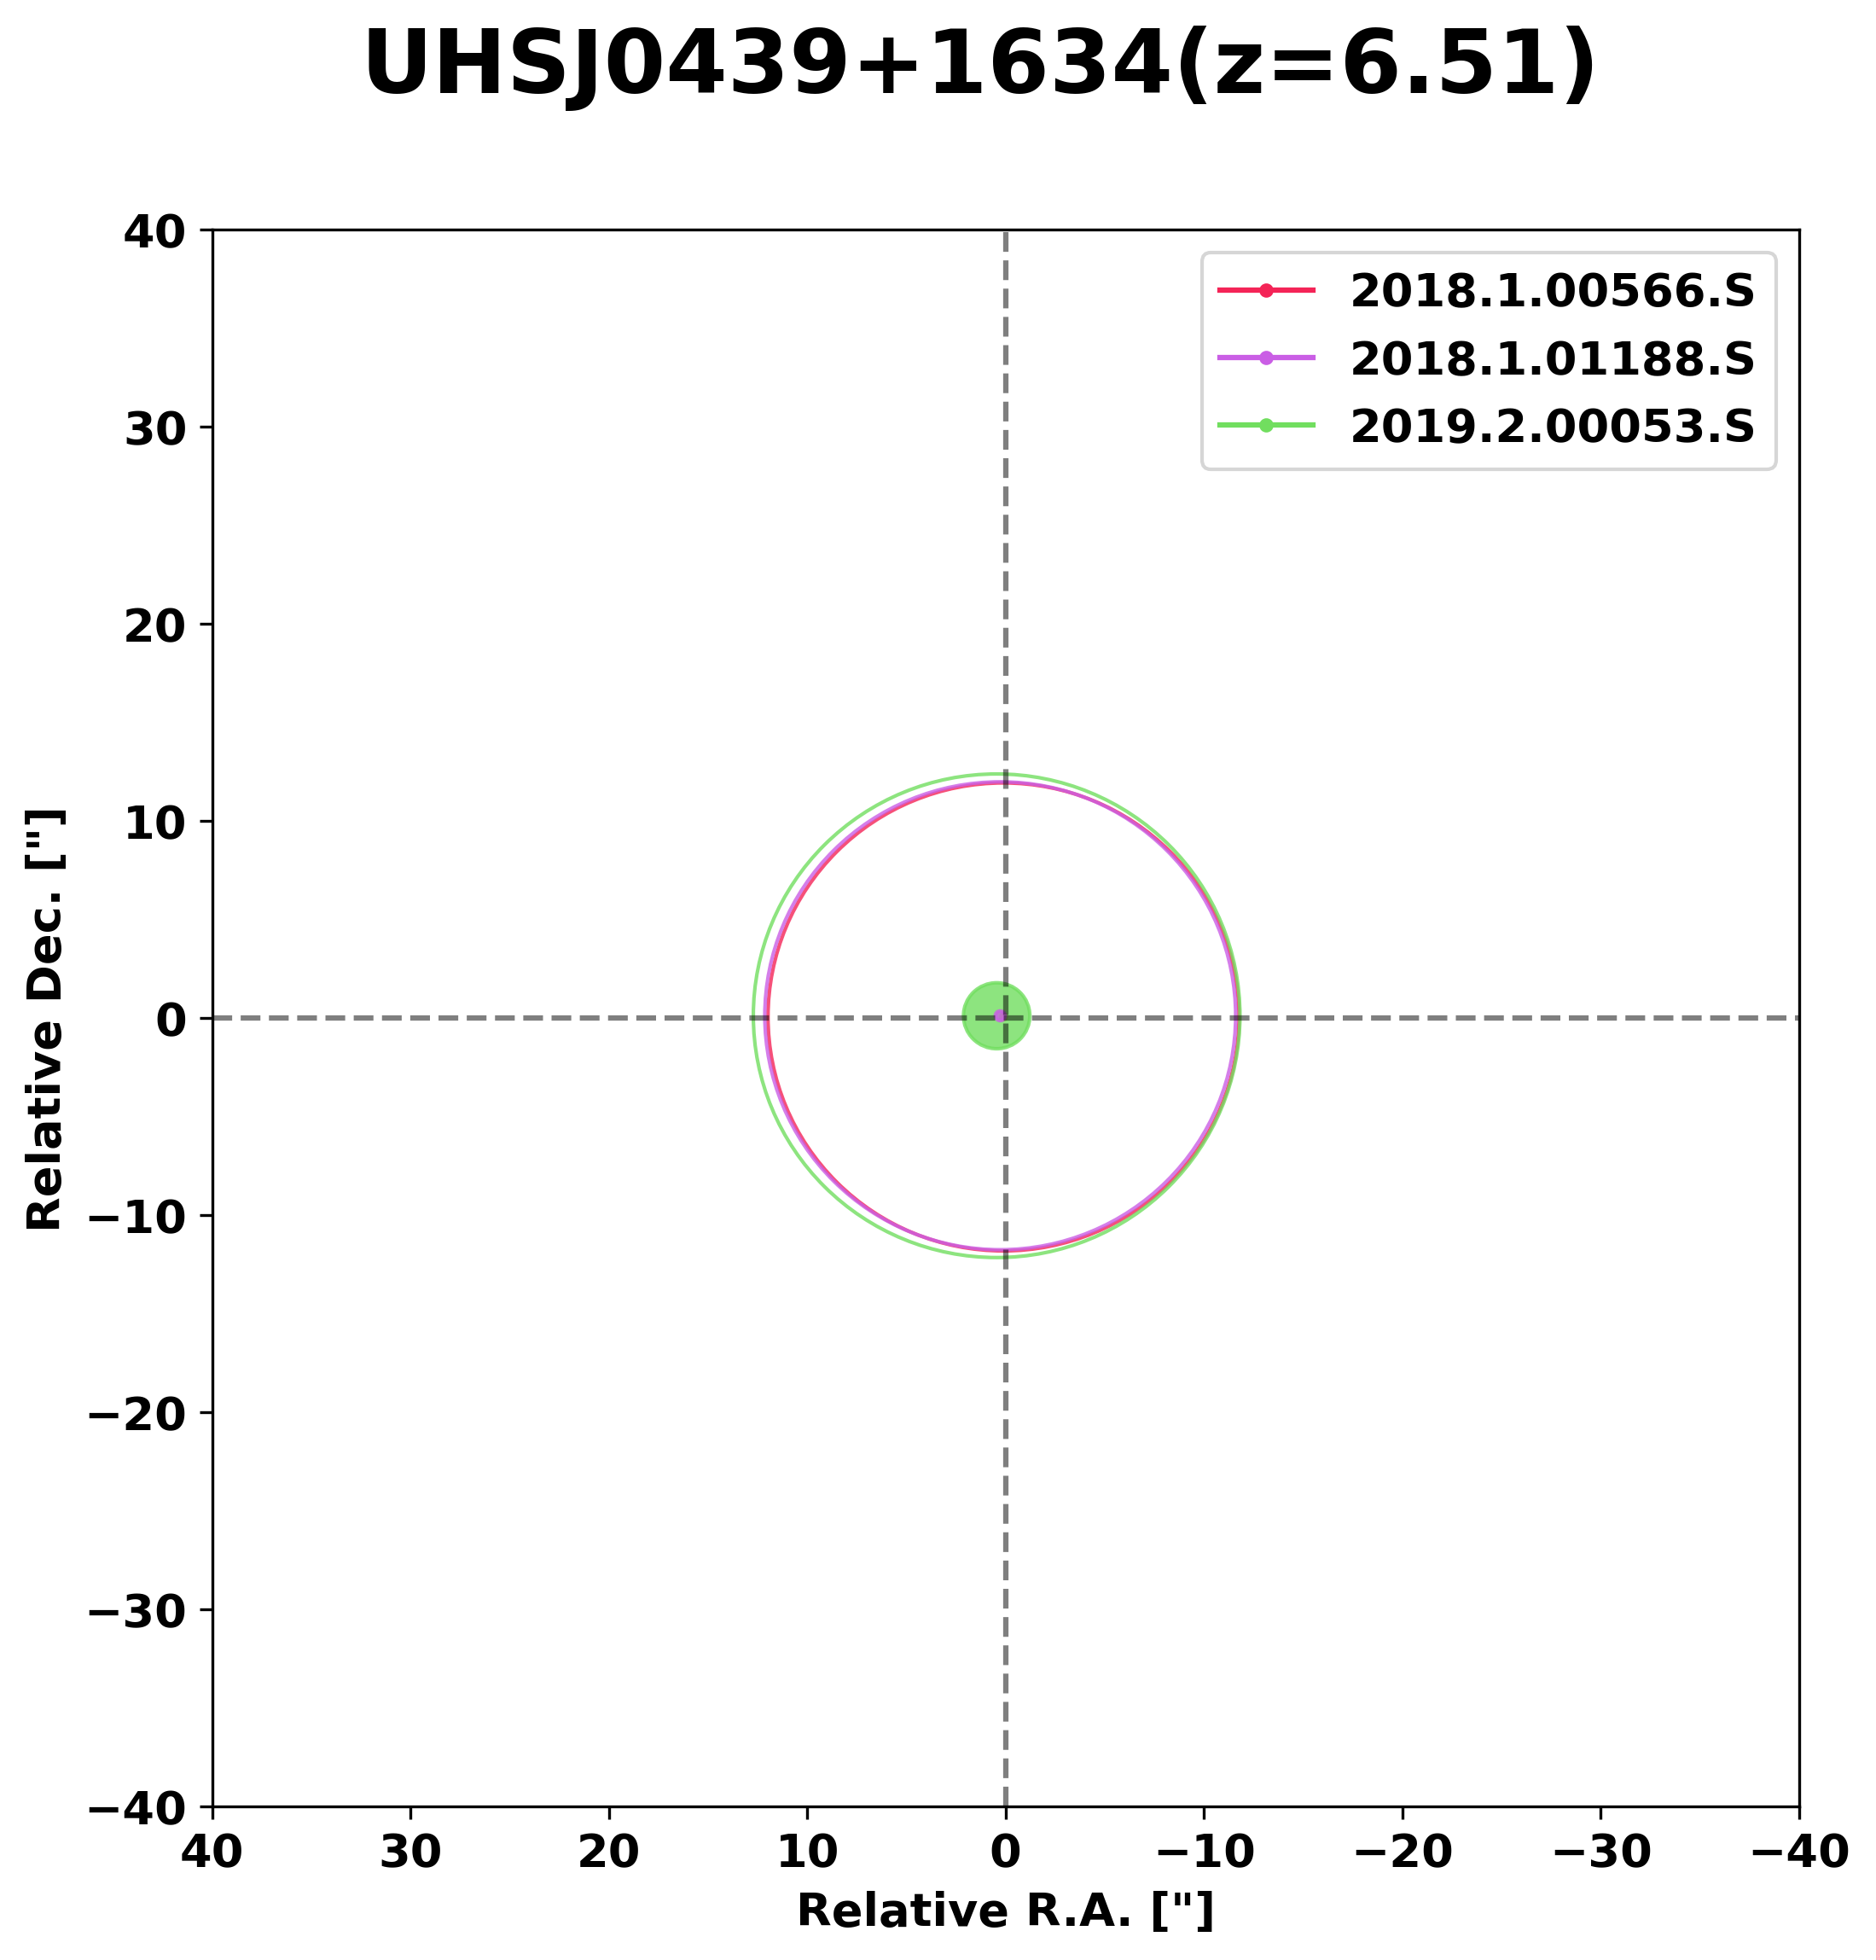 UHSJ0439+1634(z=6.51)
40
30
20
10
0
−10
−20
−30
−40
2018.1.00566.S
2018.1.01188.S
2019.2.00053.S
Relative Dec. ["]
40 30 20 10 0 −10 −20 −30 −40
Relative R.A. ["]